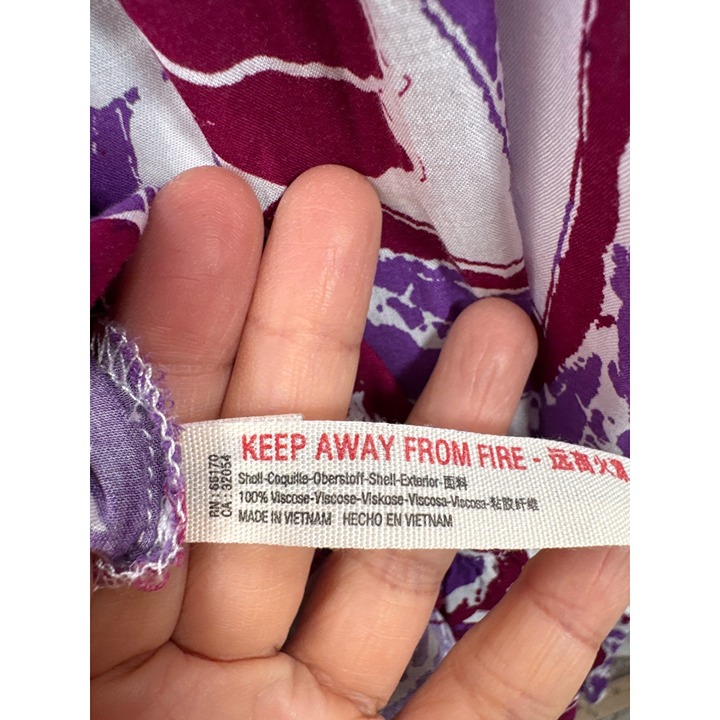 KEEP AWAY FROM FIRE - 远离火源
RN : 66170
CA : 32054
Shell-Coquille-Oberstoff-Shell-Exterior-面料
100% Viscose-Viscose-Viskose-Viscosa-Viscosa-粘胶纤维
MADE IN VIETNAM HECHO EN VIETNAM